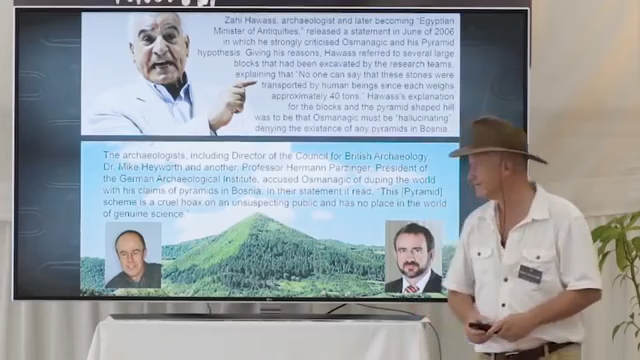 Zahi Hawass, archaeologist and later becoming "Egyptian
Minister of Antiquities," released a statement in June of 2006
in which he strongly criticised Osmanagic and his Pyramid
hypothesis. Giving his reasons, Hawass referred to several large
blocks that had been excavated by the research teams,
explaining that "No one can say that these stones were
transported by human beings since each weighs
approximately 40 tons." Hawass's explanation
for the blocks and the pyramid shaped hill
was to be that Osmanagic must be "hallucinating"
denying the existence of any pyramids in Bosnia.
The archaeologists, including Director of the Council for British Archaeology,
Dr. Mike Heyworth and another, Professor Hermann Parzinger, President of
the German Archaeological Institute, accused Osmanagic of duping the world
with his claims of pyramids in Bosnia. In their statement it read, "This [Pyramid]
scheme is a cruel hoax on an unsuspecting public and has no place in the world
of genuine science."